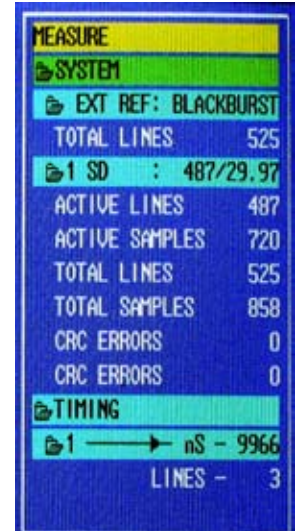 MEASURE
SYSTEM
EXT REF: BLACKBURST
TOTAL LINES 525
1 SD : 487/29.97
ACTIVE LINES 487
ACTIVE SAMPLES 720
TOTAL LINES 525
TOTAL SAMPLES 858
CRC ERRORS 0
CRC ERRORS 0
TIMING
1 nS - 9966
LINES - 3